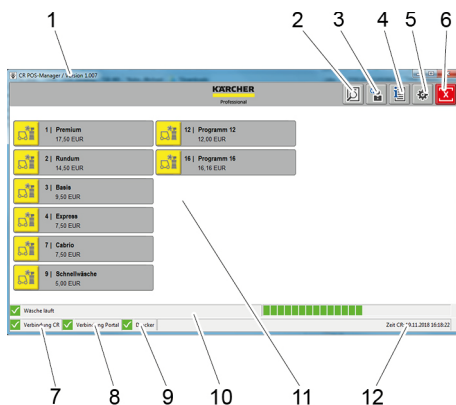 1 2 3 4 5 6
CR POS-Manager / Version 1.007
KÄRCHER
Professional
1 | Premium
17,50 EUR
12 | Programm 12
12,00 EUR
2 | Rundum
14,50 EUR
16 | Programm 16
16,16 EUR
3 | Basis
9,50 EUR
4 | Express
7,50 EUR
7 | Cabrio
7,50 EUR
9 | Schnellwäsche
5,00 EUR
Wäsche läuft
Verbindung CR Verbindung Portal Drucker Zeit CR: 19.11.2018 16:18:22
7 8 9 10 11 12